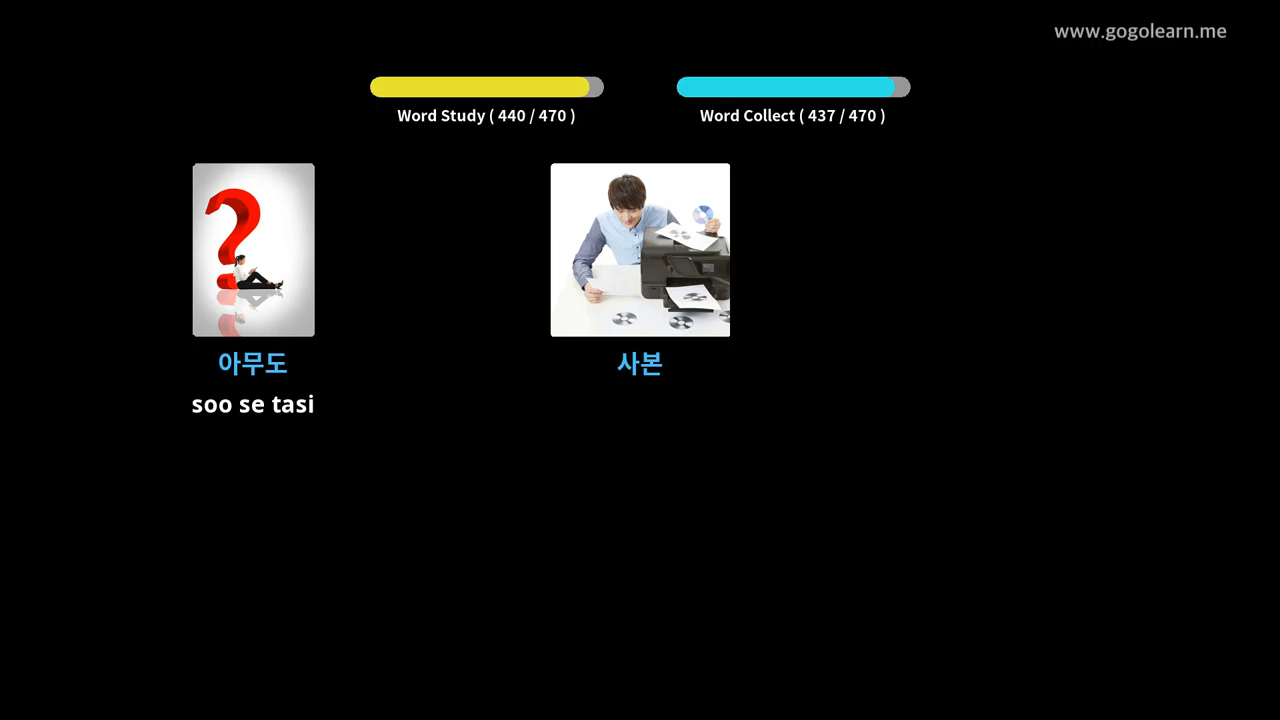 www.gogolearn.me
Word Study ( 440 / 470 )
Word Collect ( 437 / 470 )
아무도
사본
soo se tasi